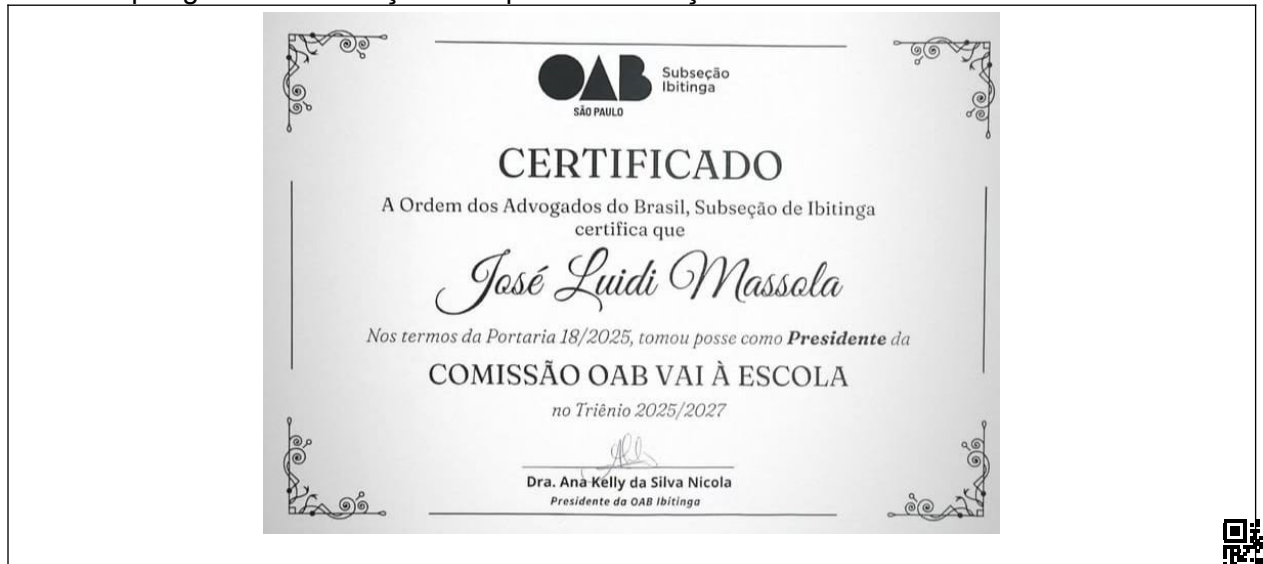 OAB
Subseção
Ibitinga
SÃO PAULO
CERTIFICADO
A Ordem dos Advogados do Brasil, Subseção de Ibitinga
certifica que
José Luidi Massola
Nos termos da Portaria 18/2025, tomou posse como Presidente da
COMISSÃO OAB VAI À ESCOLA
no Triênio 2025/2027
Dra. Ana Kelly da Silva Nicola
Presidente da OAB Ibitinga